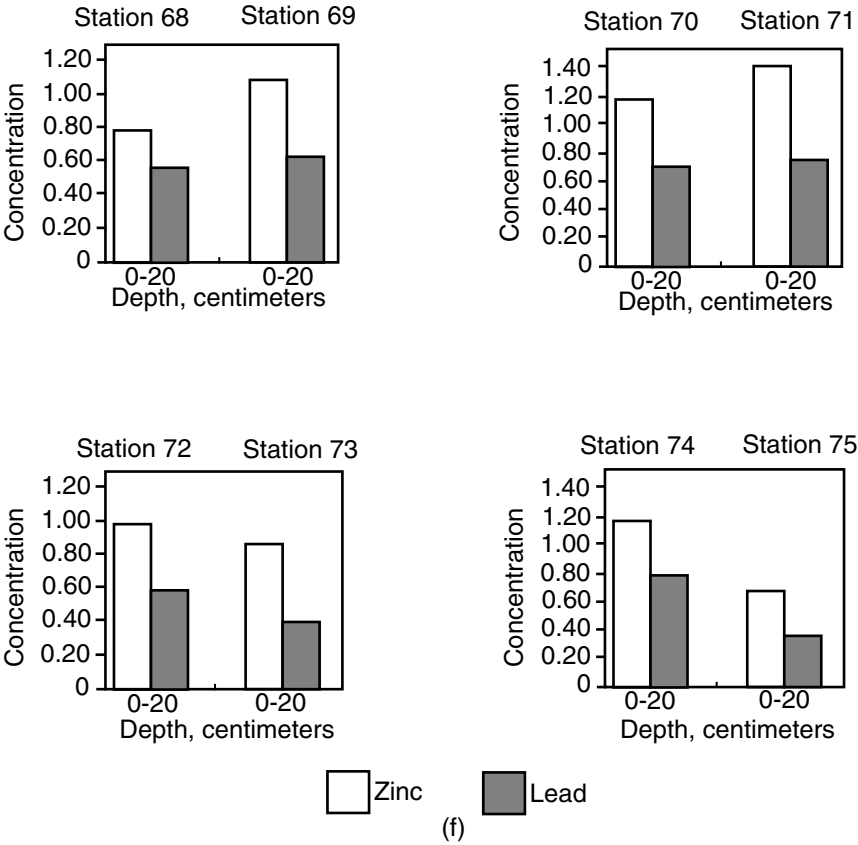 Station 68 Station 69
Concentration
1.20
1.00
0.80
0.60
0.40
0.20
0
0-20 0-20
Depth, centimeters
Station 70 Station 71
Concentration
1.40
1.20
1.00
0.80
0.60
0.40
0.20
0
0-20 0-20
Depth, centimeters
Station 72 Station 73
Concentration
1.20
1.00
0.80
0.60
0.40
0.20
0
0-20 0-20
Depth, centimeters
Station 74 Station 75
Concentration
1.40
1.20
1.00
0.80
0.60
0.40
0.20
0
0-20 0-20
Depth, centimeters
Zinc Lead
(f)